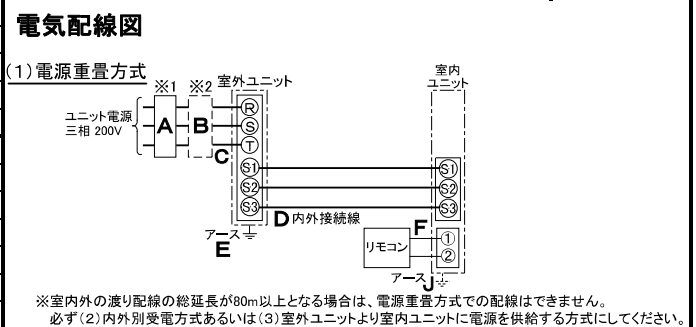 電気配線図
(1)電源重畳方式
※1 ※2 室外ユニット
室内
ユニット
ユニット電源
三相 200V
A
B
C
R
S
T
S1
S2
S3
S1
S2
S3
D 内外接続線
アース
E
リモコン
F
①
②
アース J
※室内外の渡り配線の総延長が80m以上となる場合は、電源重畳方式での配線はできません。
必ず(2)内外別受電方式あるいは(3)室外ユニットより室内ユニットに電源を供給する方式にしてください。